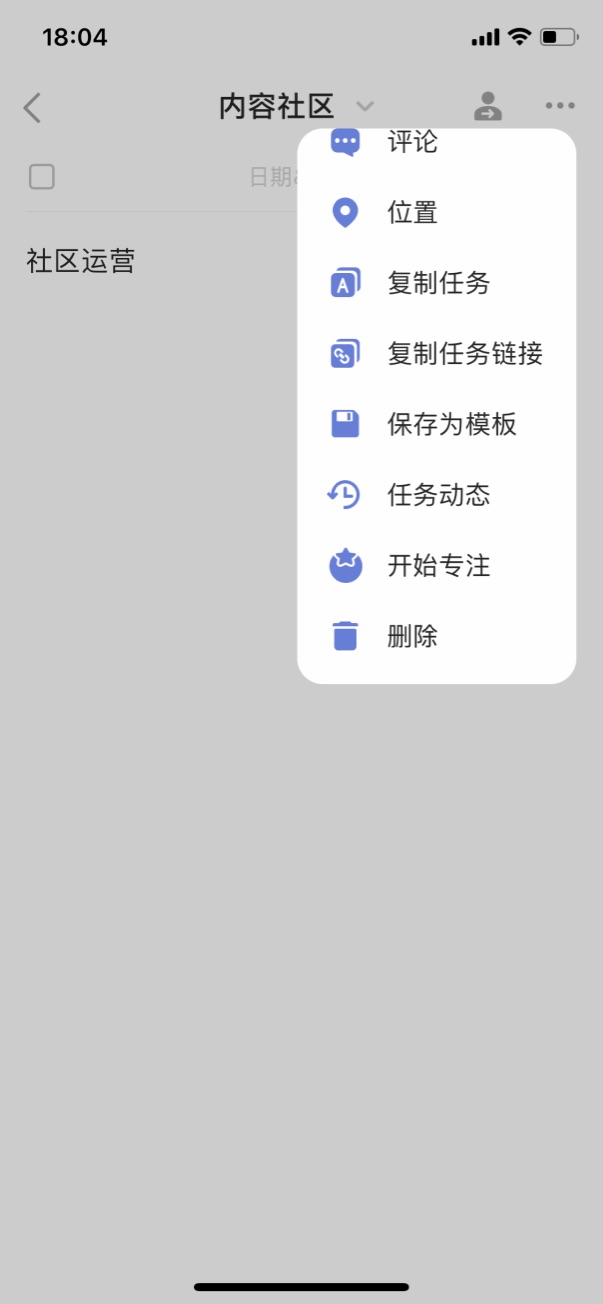 18:04
内容社区
评论
日期
位置
社区运营
复制任务
复制任务链接
保存为模板
任务动态
开始专注
删除